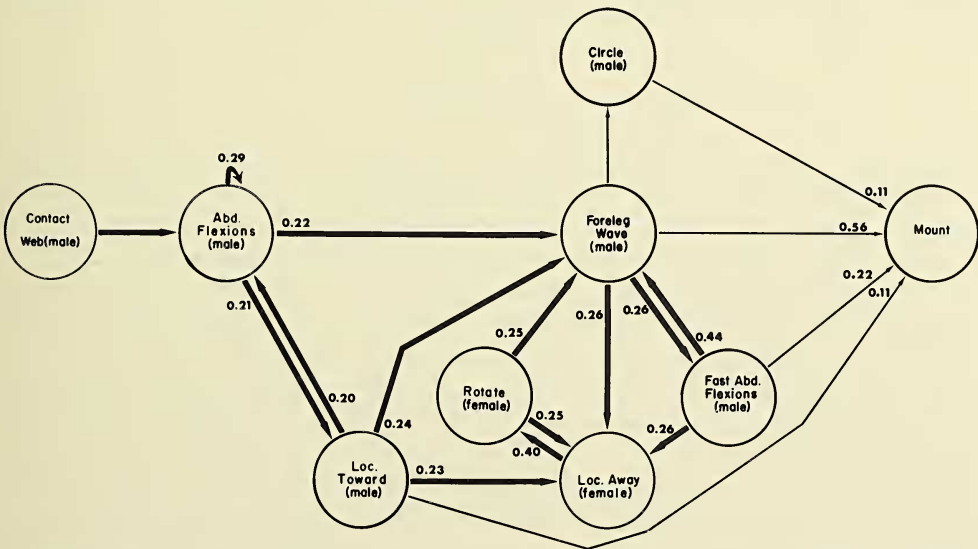 Circle
(male)
0.29
0.11
Contact
Web(male)
Abd.
Flexions
(male)
0.22
Foreleg
Wave
(male)
0.56
Mount
0.22
0.11
0.21
0.26
0.26
0.44
0.25
0.20
Rotate
(female)
0.25
Fast Abd.
Flexions
(male)
0.24
0.40
0.26
Loc.
Toward
(male)
0.23
Loc. Away
(female)